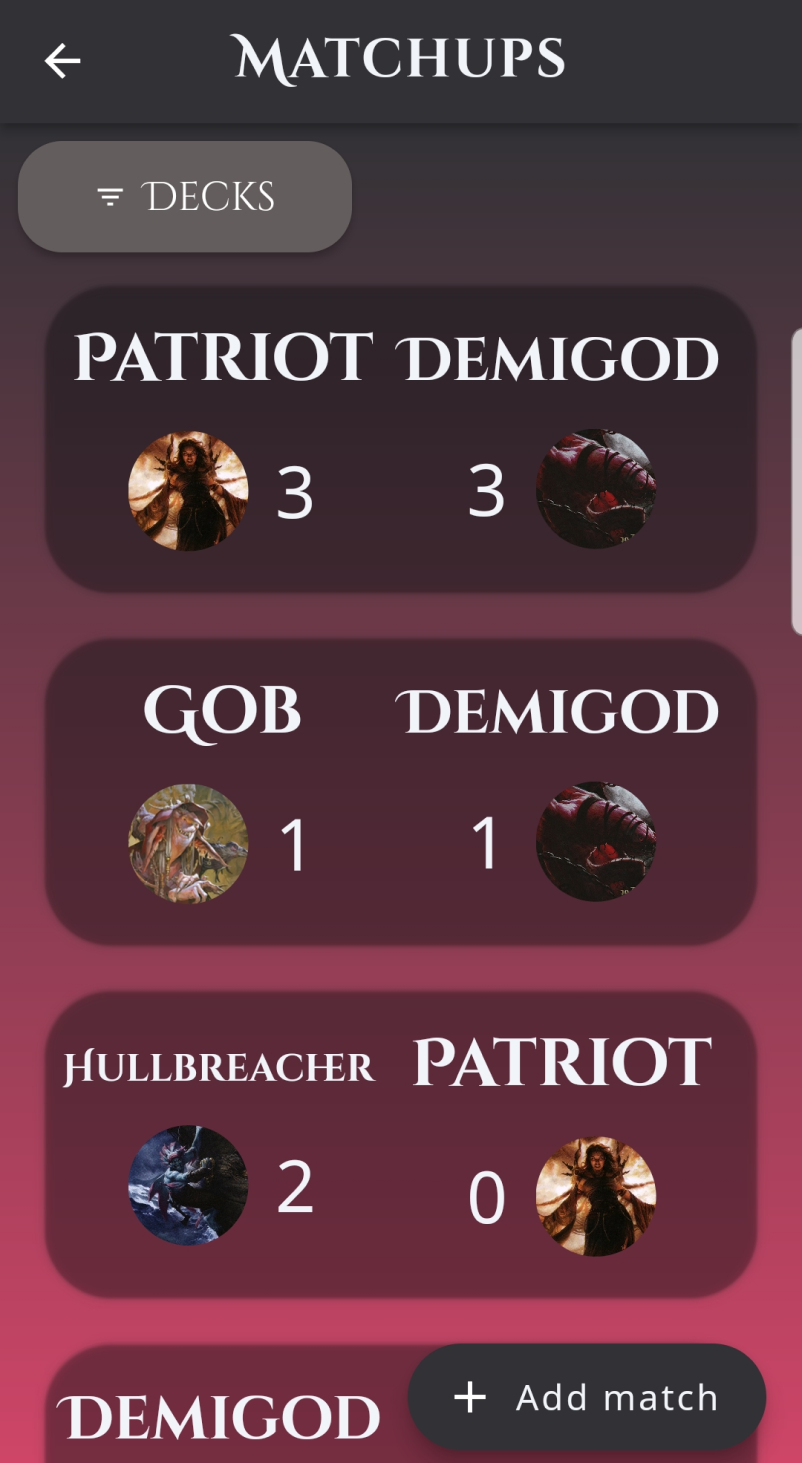 Matchups
Decks
Patriot Demigod
3 3
Gob Demigod
1 1
Hullbreacher Patriot
2 0
Demigod
Add match